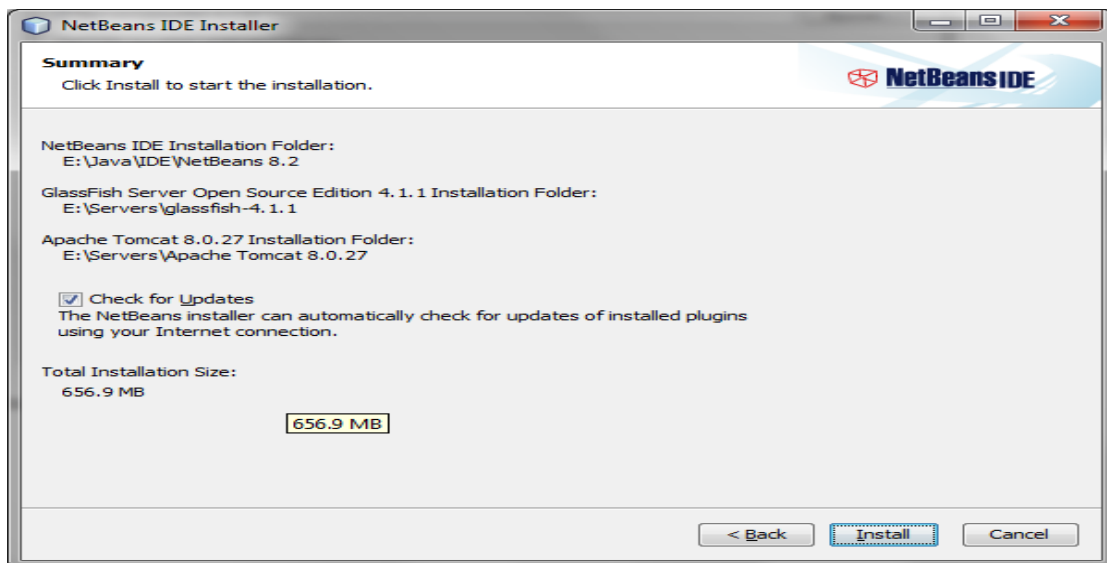 NetBeans IDE Installer
Summary
Click Install to start the installation.
NetBeans IDE
NetBeans IDE Installation Folder:
E:\Java\IDE\NetBeans 8.2
GlassFish Server Open Source Edition 4.1.1 Installation Folder:
E:\Servers\glassfish-4.1.1
Apache Tomcat 8.0.27 Installation Folder:
E:\Servers\Apache Tomcat 8.0.27
Check for Updates
The NetBeans installer can automatically check for updates of installed plugins
using your Internet connection.
Total Installation Size:
656.9 MB
656.9 MB
< Back
Install
Cancel